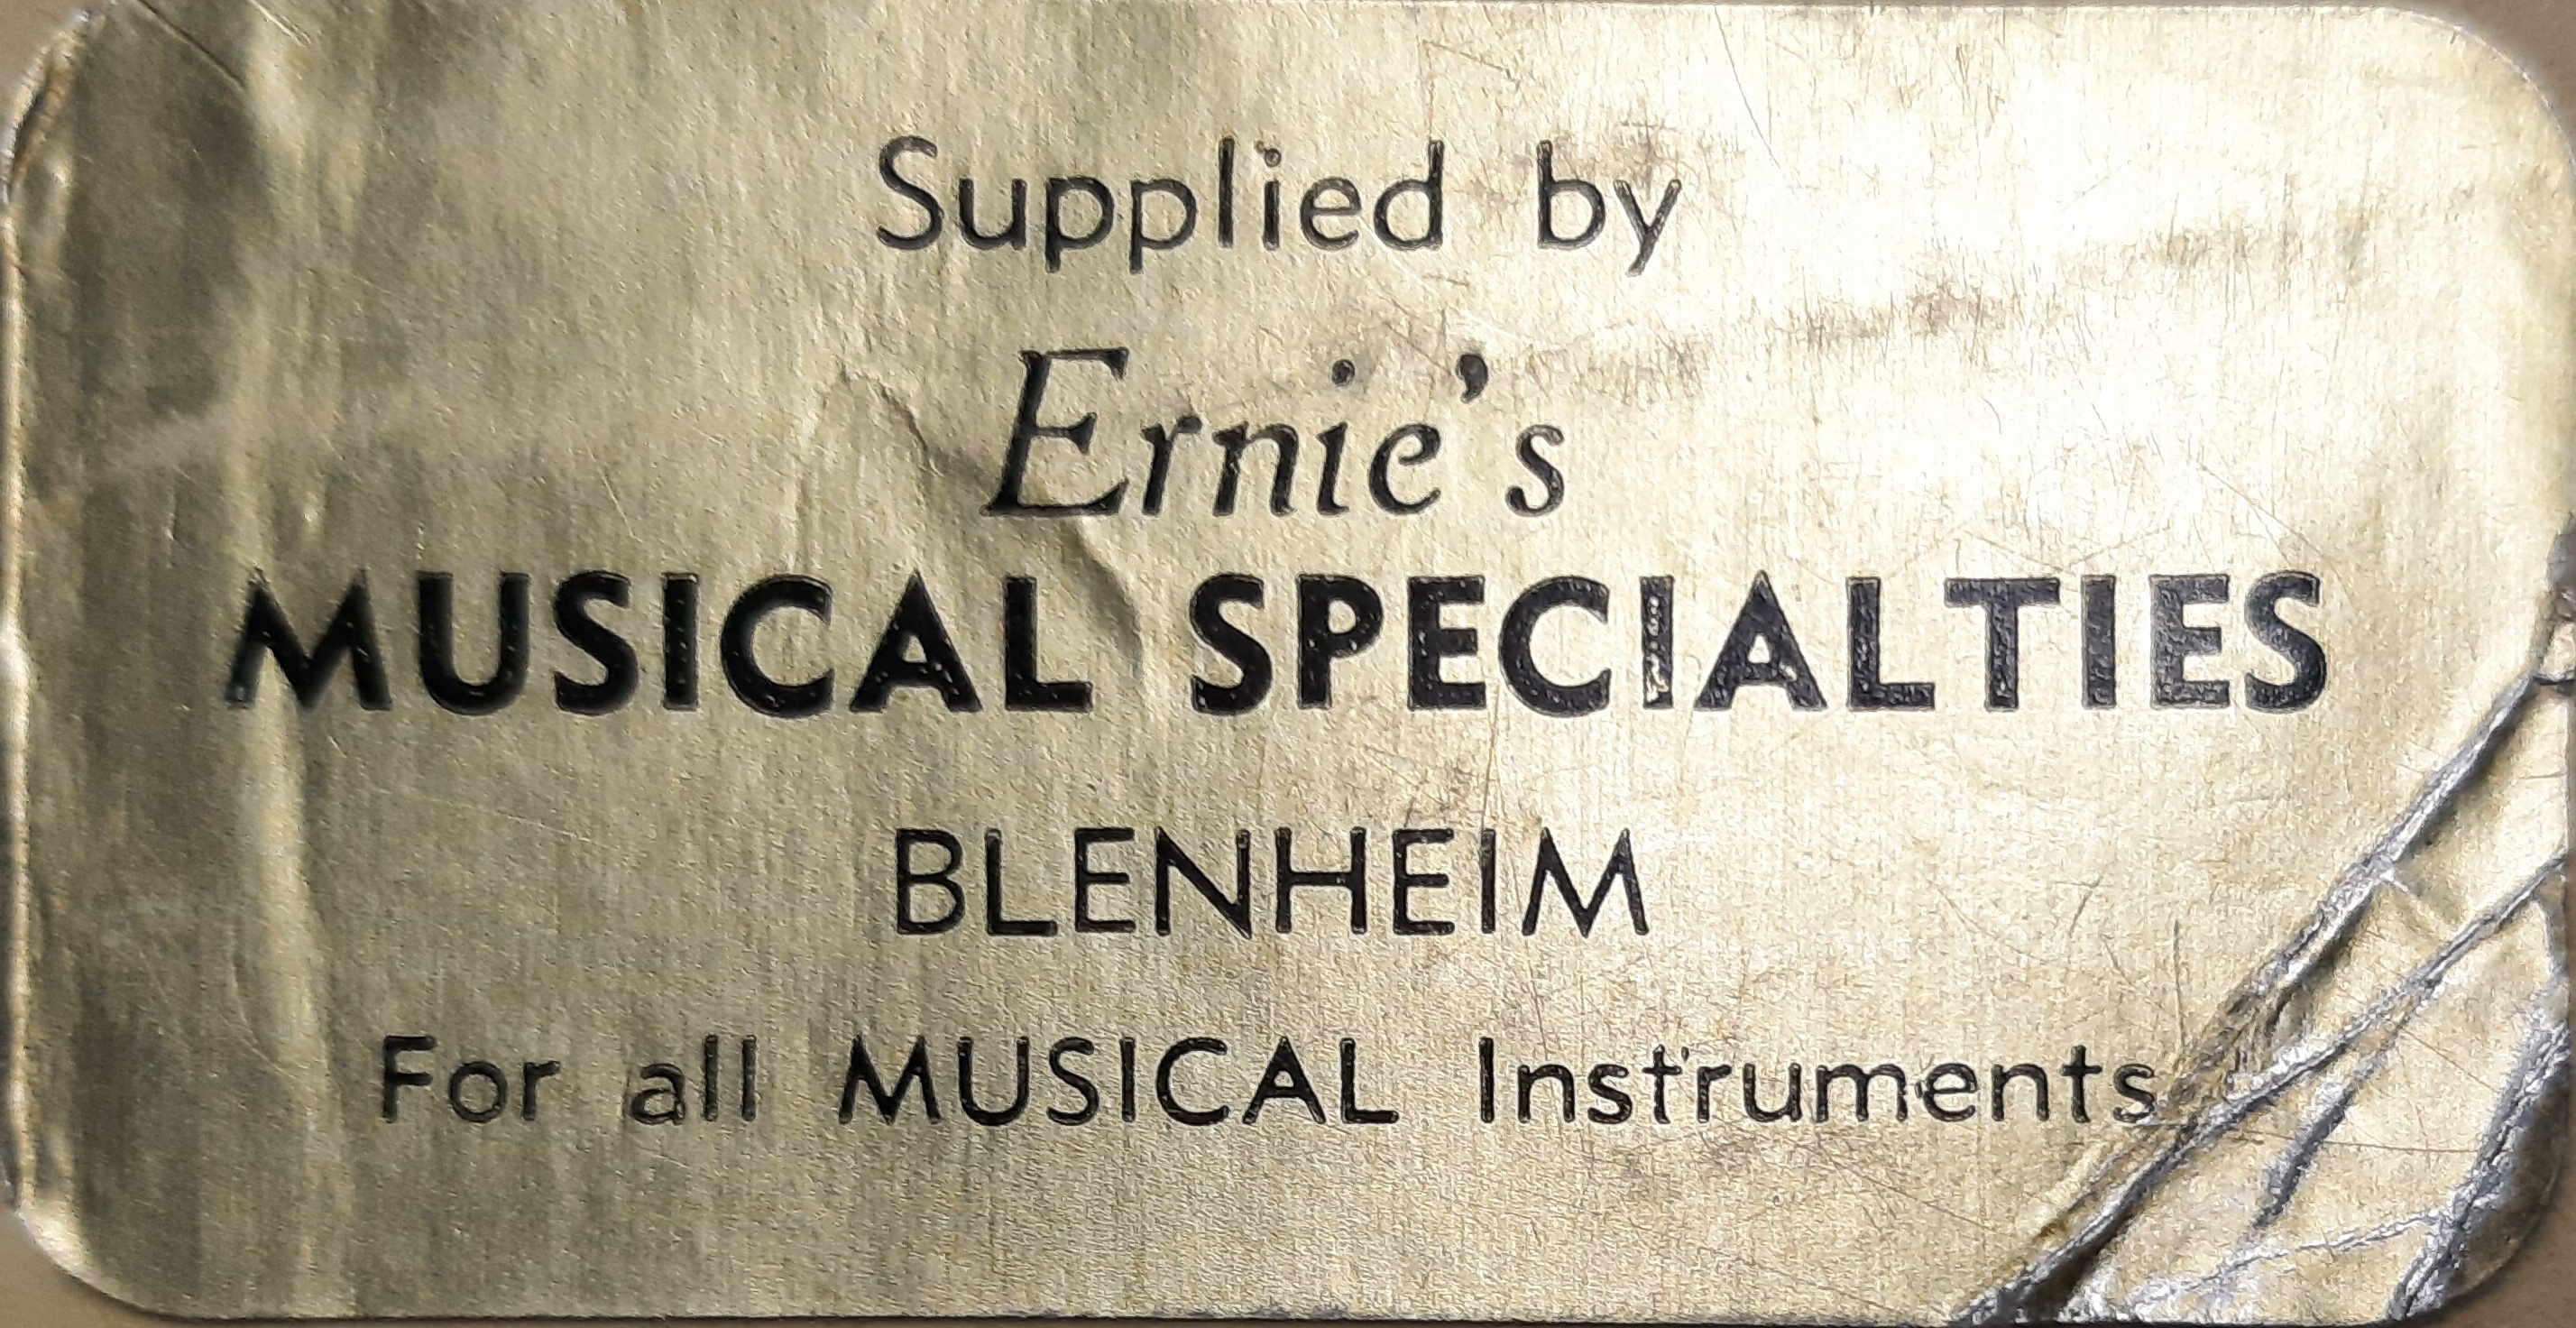 Supplied by
Ernie's
MUSICAL SPECIALTIES
BLENHEIM
For all MUSICAL Instruments